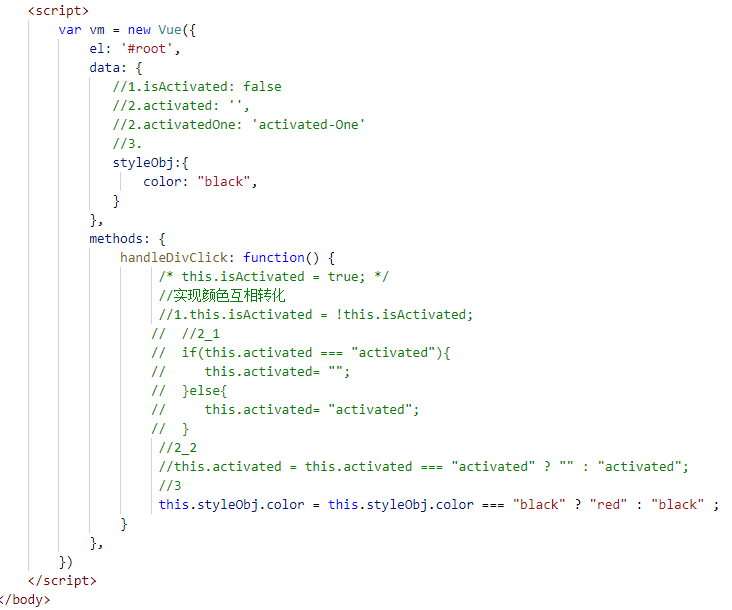 <script>
var vm = new Vue({
el: '#root',
data: {
//1.isActivated: false
//2.activated: '',
//2.activatedOne: 'activated-One'
//3.
styleObj:{
color: "black",
}
},
methods: {
handleDivClick: function() {
/* this.isActivated = true; */
//实现颜色互相转化
//1.this.isActivated = !this.isActivated;
// //2_1
// if(this.activated === "activated"){
// this.activated= "";
// }else{
// this.activated= "activated";
// }
//2_2
//this.activated = this.activated === "activated" ? "" : "activated";
//3
this.styleObj.color = this.styleObj.color === "black" ? "red" : "black" ;
}
},
})
</script>
</body>